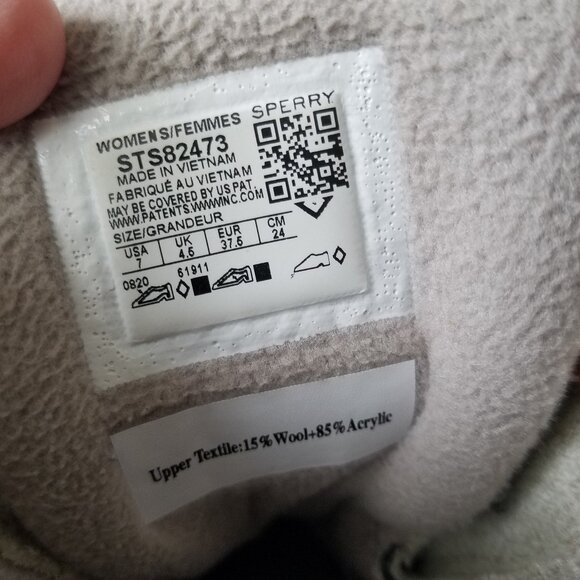 SPERRY
WOMENS/FEMMES
STS82473
MADE IN VIETNAM
FABRIQUÉ AU VIETNAM
MAY BE COVERED BY US PAT.
WWW.PATENTS.WWWMNC.COM
SIZE/GRANDEUR
USA UK EUR CM
7 4.5 37.5 24
0820 61911
Upper Textile:15%Wool+85%Acrylic